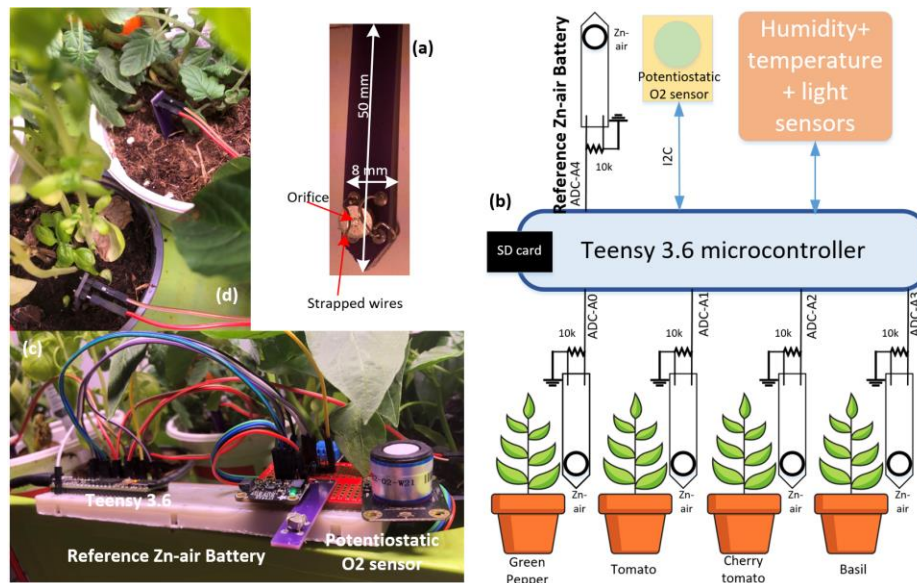 (a)
50 mm
8 mm
Orifice
Strapped wires
(d)
(c)
Teensy 3.6
Reference Zn-air Battery
Potentiostatic
O2 sensor
(b)
Reference Zn-air Battery
Zn-
air
10k
ADC-A4
Potentiostatic
O2 sensor
I2C
Humidity+
temperature
+ light
sensors
SD card
Teensy 3.6 microcontroller
ADC-A0
ADC-A1
ADC-A2
ADC-A3
10k
10k
10k
10k
Zn-
air
Zn-
air
Zn-
air
Zn-
air
Green
Pepper
Tomato
Cherry
tomato
Basil